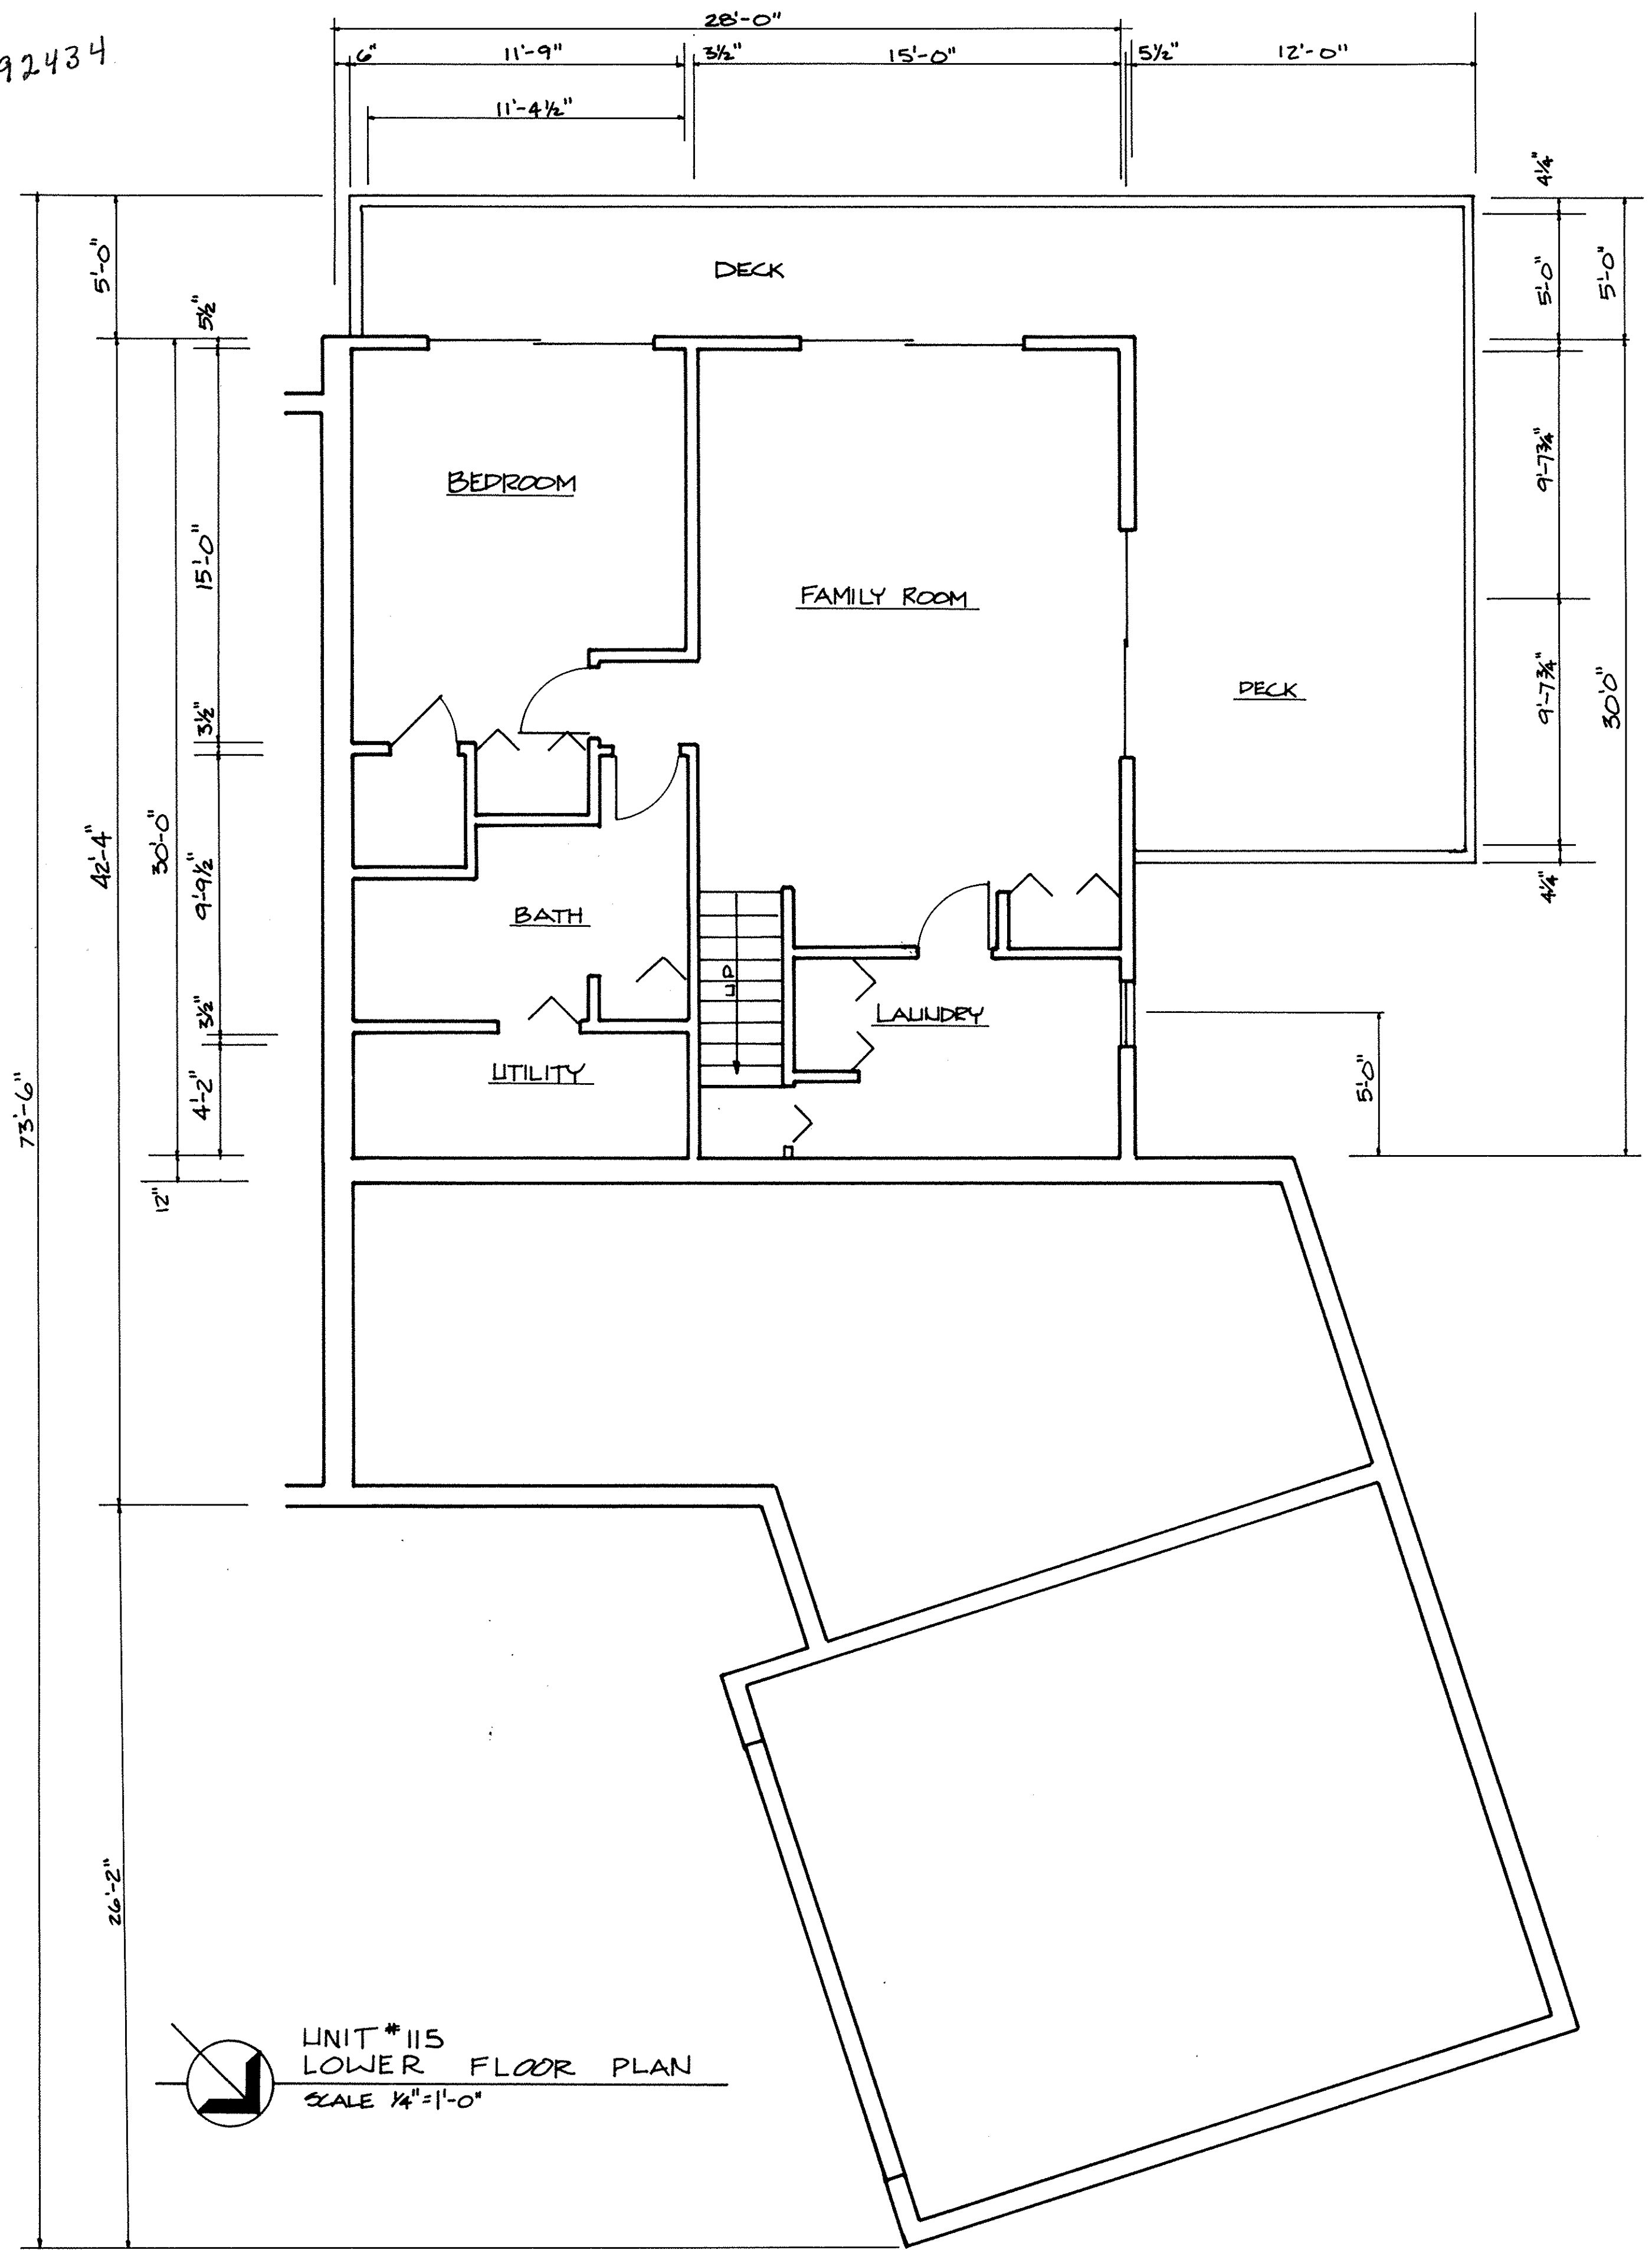 92434
28'-0"
6" 11'-9" 3½" 15'-0" 5½" 12'-0"
11'-4½"
4¼"
5'-0"
5'-0"
5'-0"
5½"
DECK
BEDROOM
9'-7¾"
15'-0"
FAMILY ROOM
DECK
9'-7¾"
30'0"
3½"
42'-4"
30'-0"
9'-9½"
4¼"
BATH
UP
LAUNDRY
3½"
UTILITY
4'-2"
5'-0"
73'-6"
12"
26'-2"
UNIT #115
LOWER FLOOR PLAN
SCALE ¼"=1'-0"